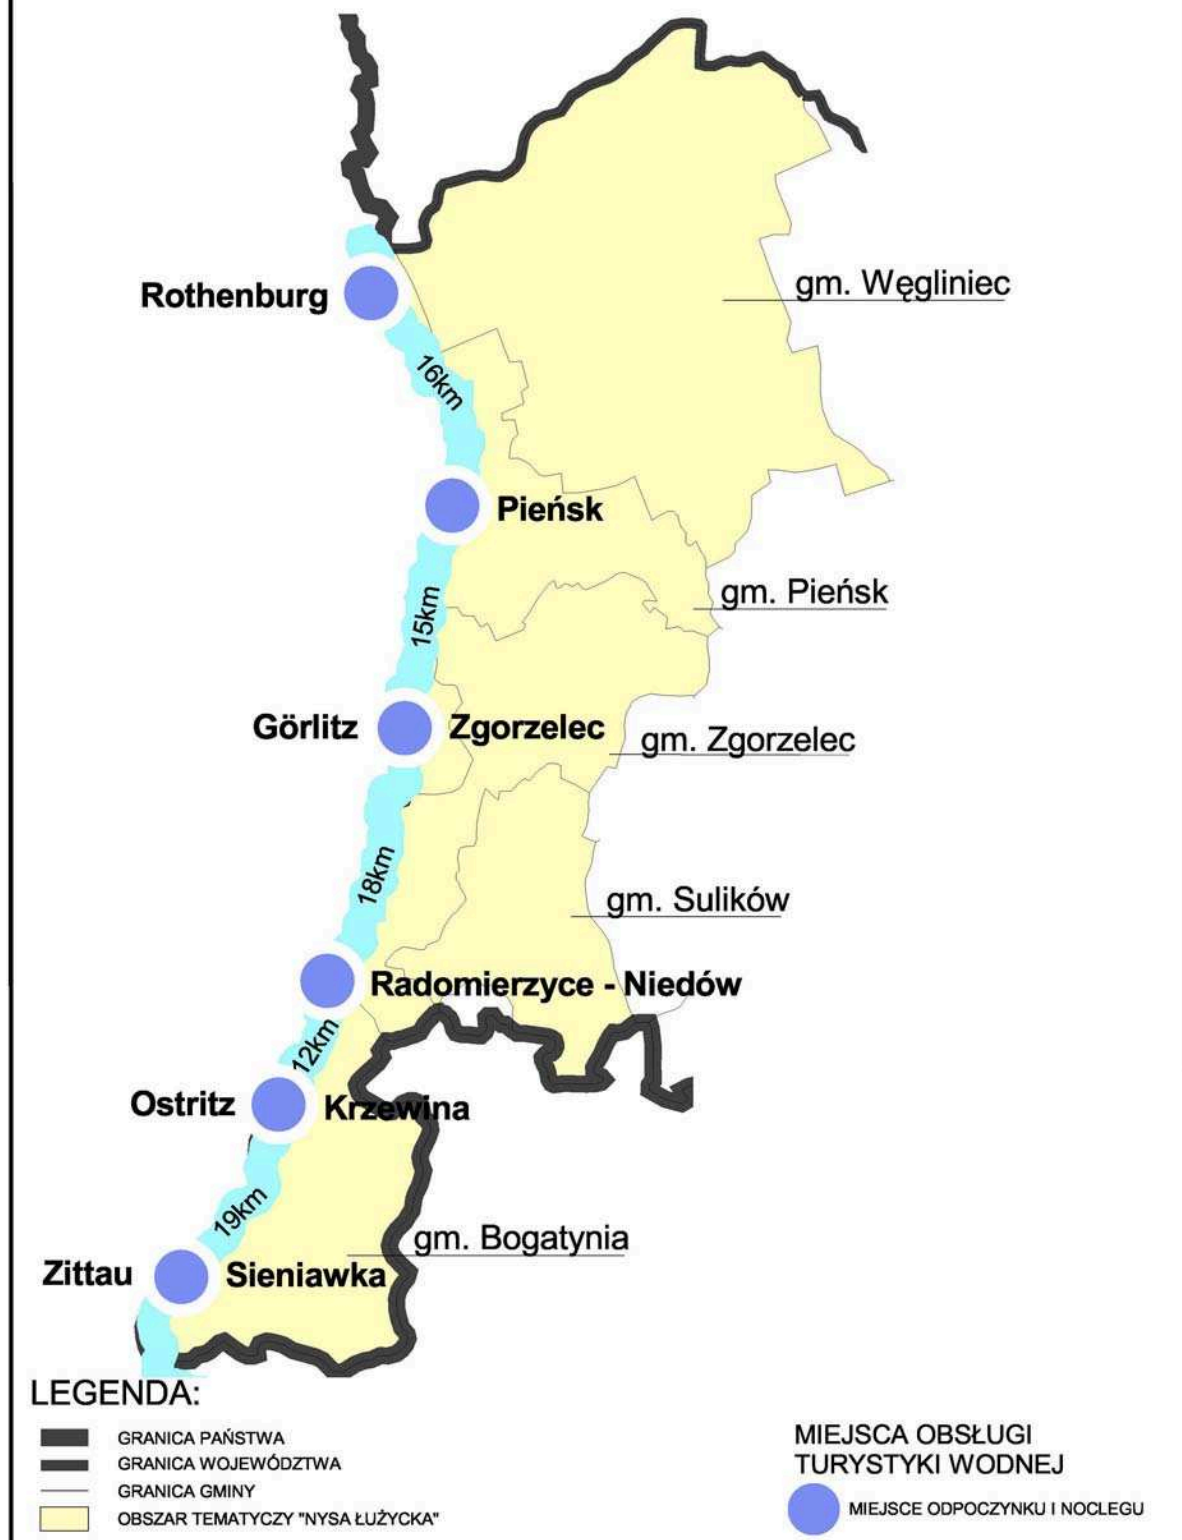 Rothenburg
gm. Węgliniec
16km
Pieńsk
gm. Pieńsk
15km
Görlitz
Zgorzelec
gm. Zgorzelec
18km
gm. Sulików
Radomierzyce - Niedów
12km
Ostritz
Krzewina
19km
gm. Bogatynia
Zittau
Sieniawka
LEGENDA:
GRANICA PAŃSTWA
GRANICA WOJEWÓDZTWA
GRANICA GMINY
OBSZAR TEMATYCZY "NYSA ŁUŻYCKA"
MIEJSCA OBSŁUGI
TURYSTYKI WODNEJ
MIEJSCE ODPOCZYNKU I NOCLEGU